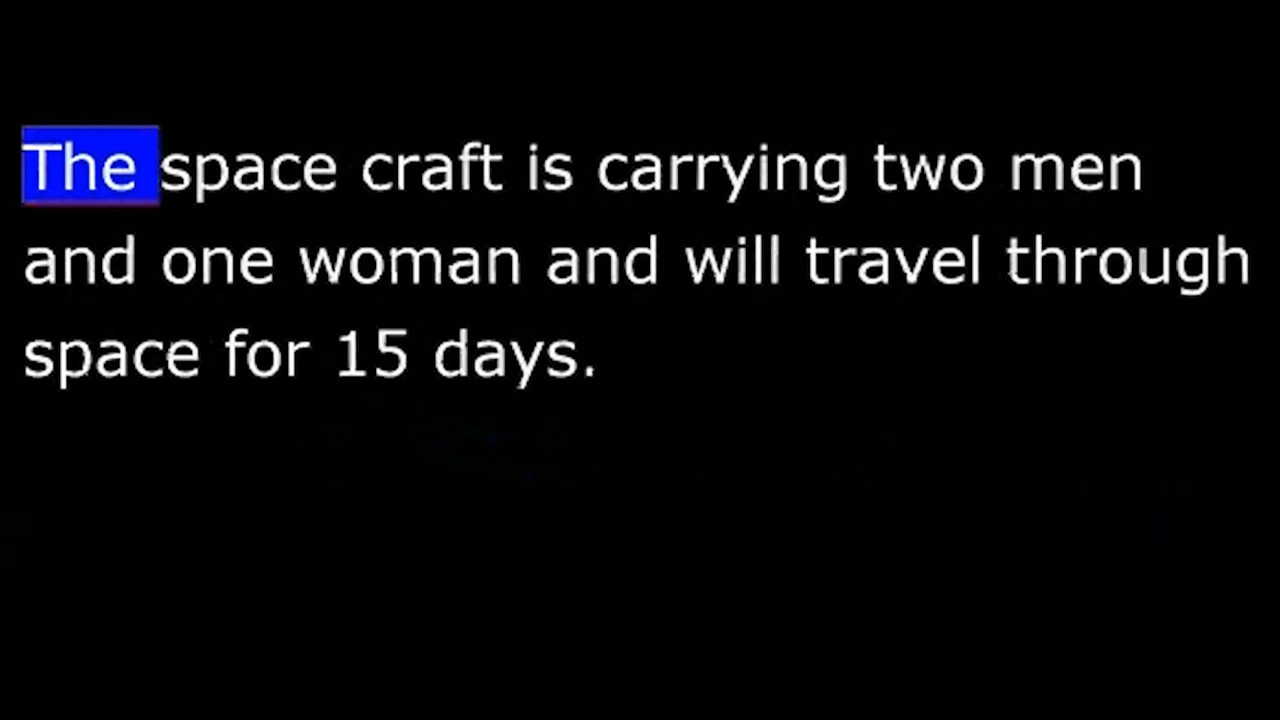 The space craft is carrying two men
and one woman and will travel through
space for 15 days.